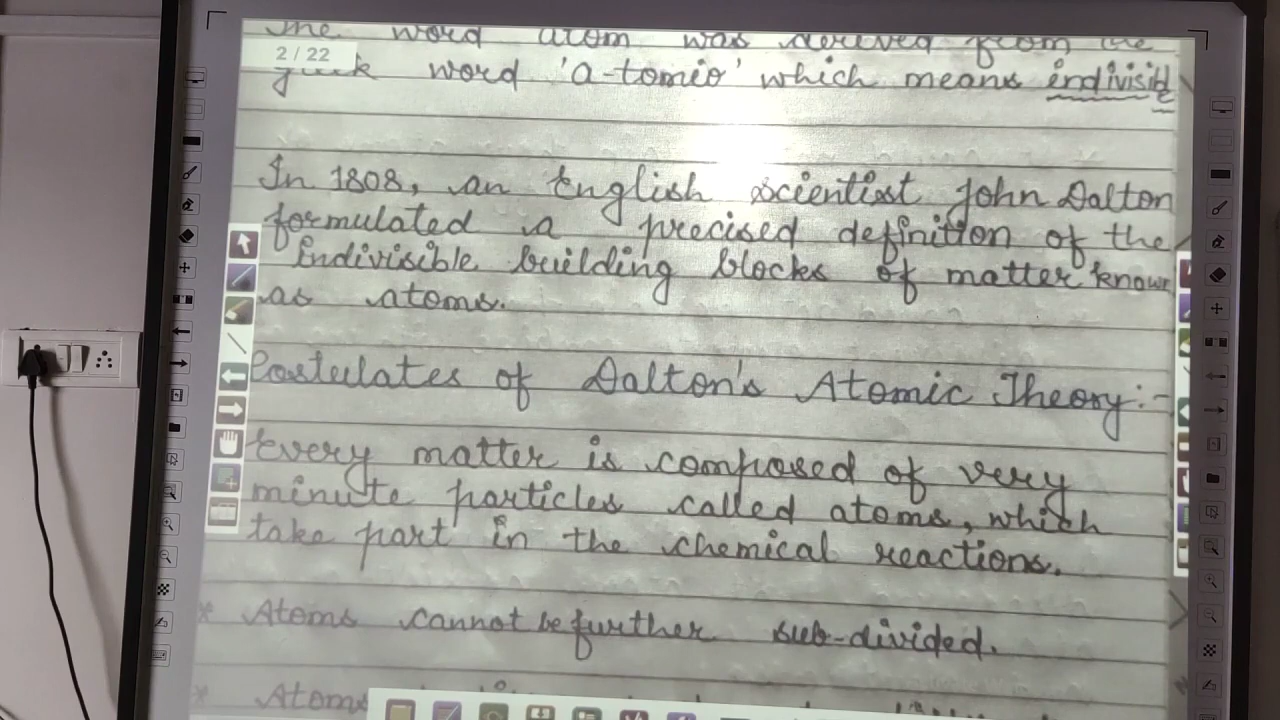 The word atom was derived from the
2 / 22
greek word 'a-tomio' which means indivisible
In 1808, an English scientist John Dalton
formulated a precised definition of the
indivisible building blocks of matter known
as atoms.
Postulates of Dalton's Atomic Theory:-
Every matter is composed of very
minute particles called atoms, which
take part in the chemical reactions.
* Atoms cannot be further sub-divided.
* Atoms